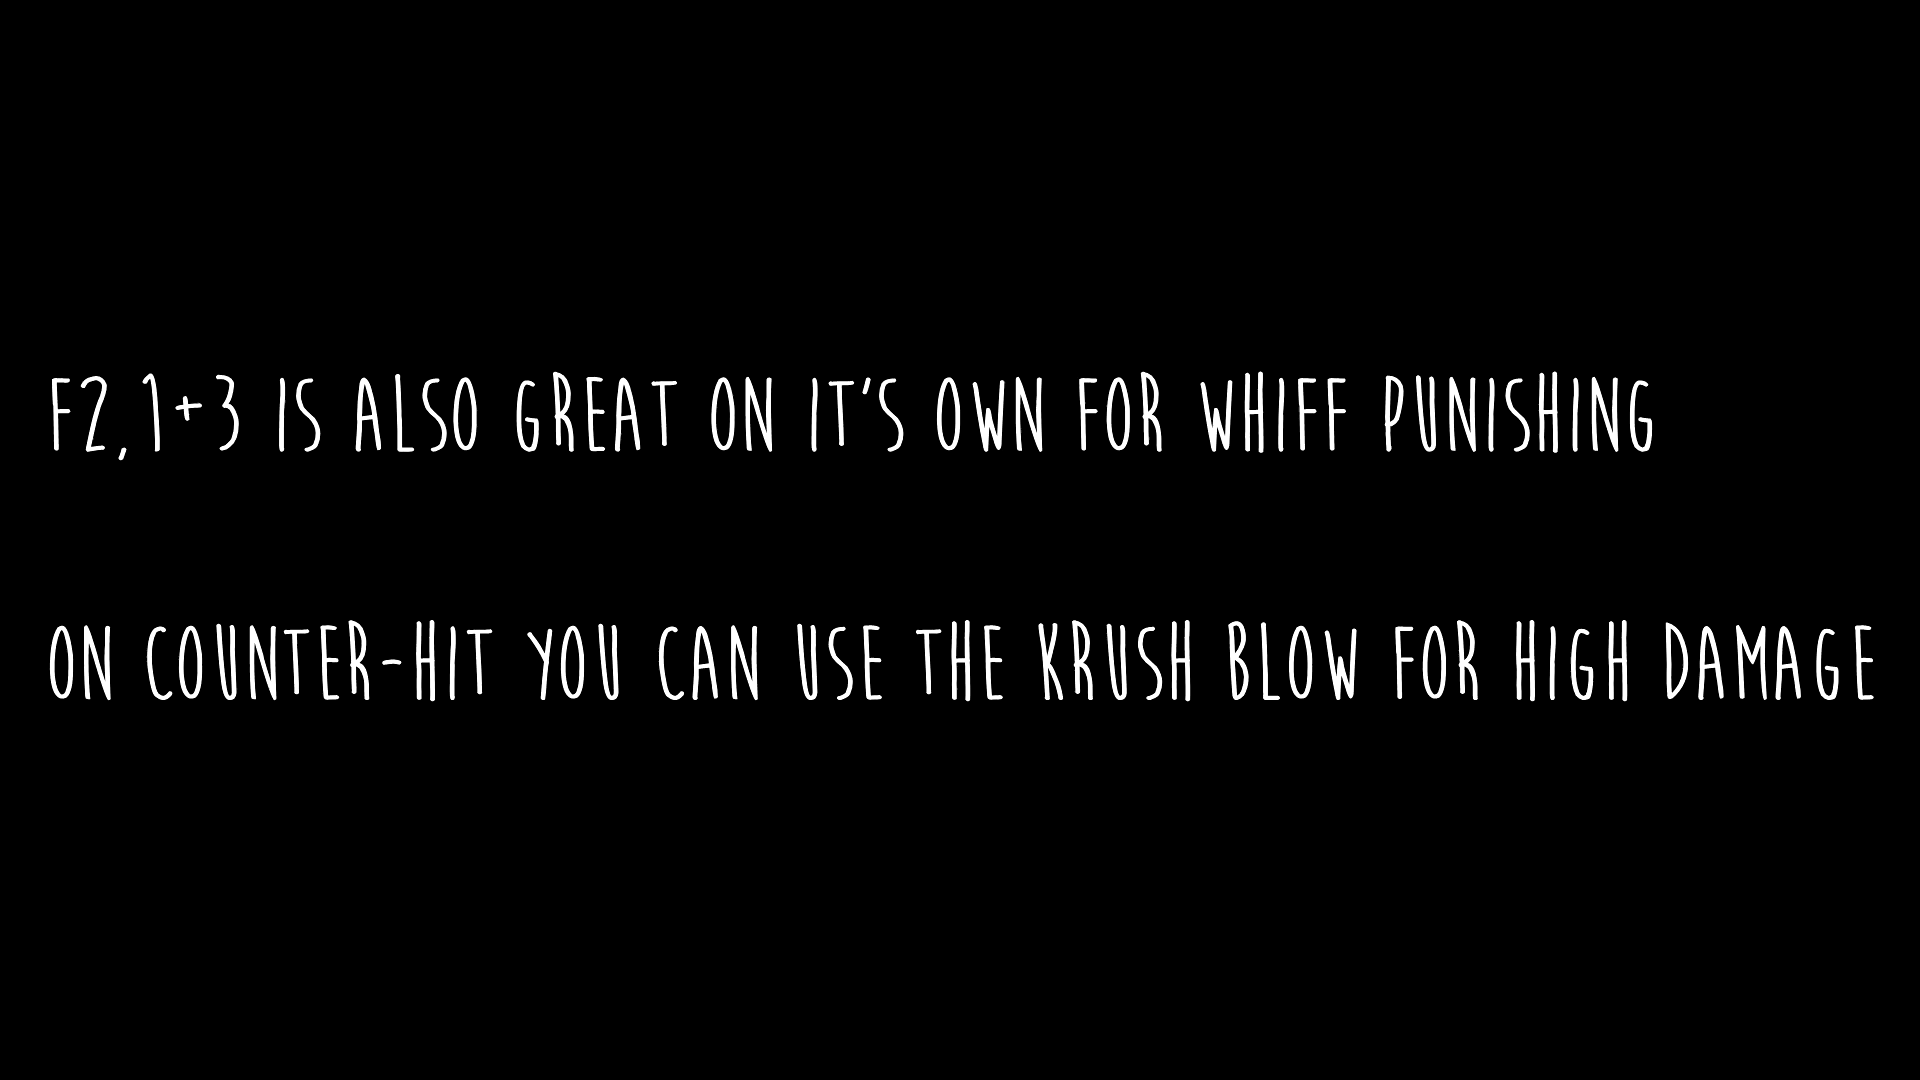 F2,1+3 IS ALSO GREAT ON IT'S OWN FOR WHIFF PUNISHING
ON COUNTER-HIT YOU CAN USE THE KRUSH BLOW FOR HIGH DAMAGE